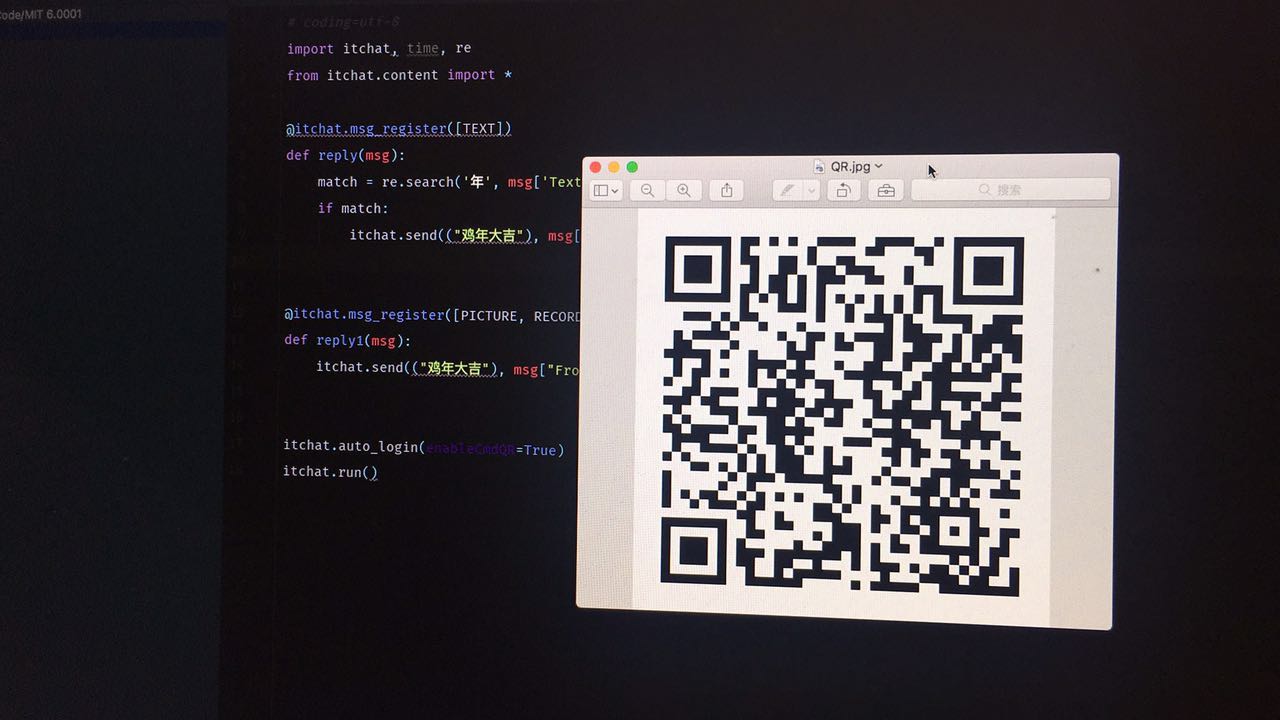 Code/MIT 6.0001
# coding=utf-8
import itchat, time, re
from itchat.content import *
@itchat.msg_register([TEXT])
def reply(msg):
match = re.search('年', msg['Text
if match:
itchat.send(("鸡年大吉"), msg[
@itchat.msg_register([PICTURE, RECORD
def reply1(msg):
itchat.send(("鸡年大吉"), msg["Fro
itchat.auto_login(enableCmdQR=True)
itchat.run()
QR.jpg
搜索